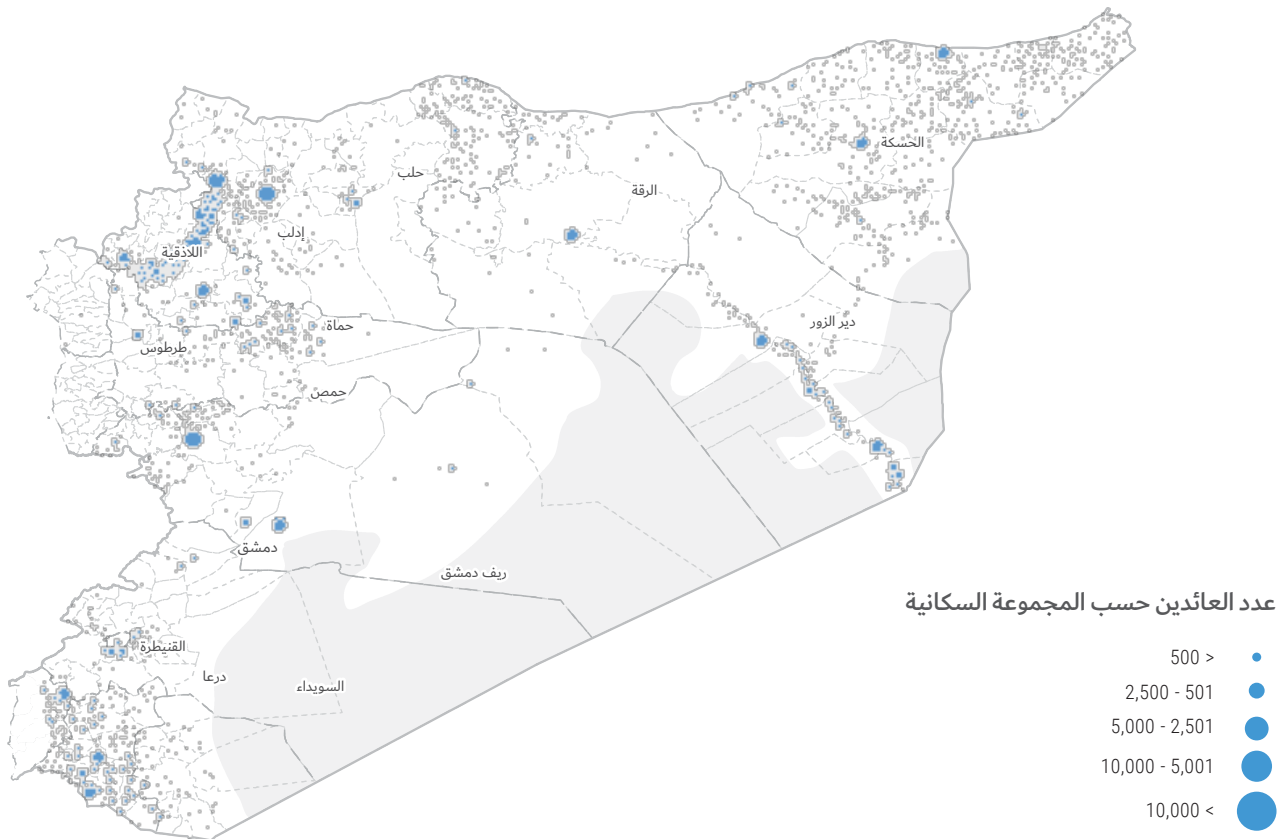 الحسكة
حلب
الرقة
إدلب
اللاذقية
حماة
دير الزور
طرطوس
حمص
دمشق
ريف دمشق
القنيطرة
درعا
السويداء
عدد العائدين حسب المجموعة السكانية
500 >
2,500 - 501
5,000 - 2,501
10,000 - 5,001
10,000 <